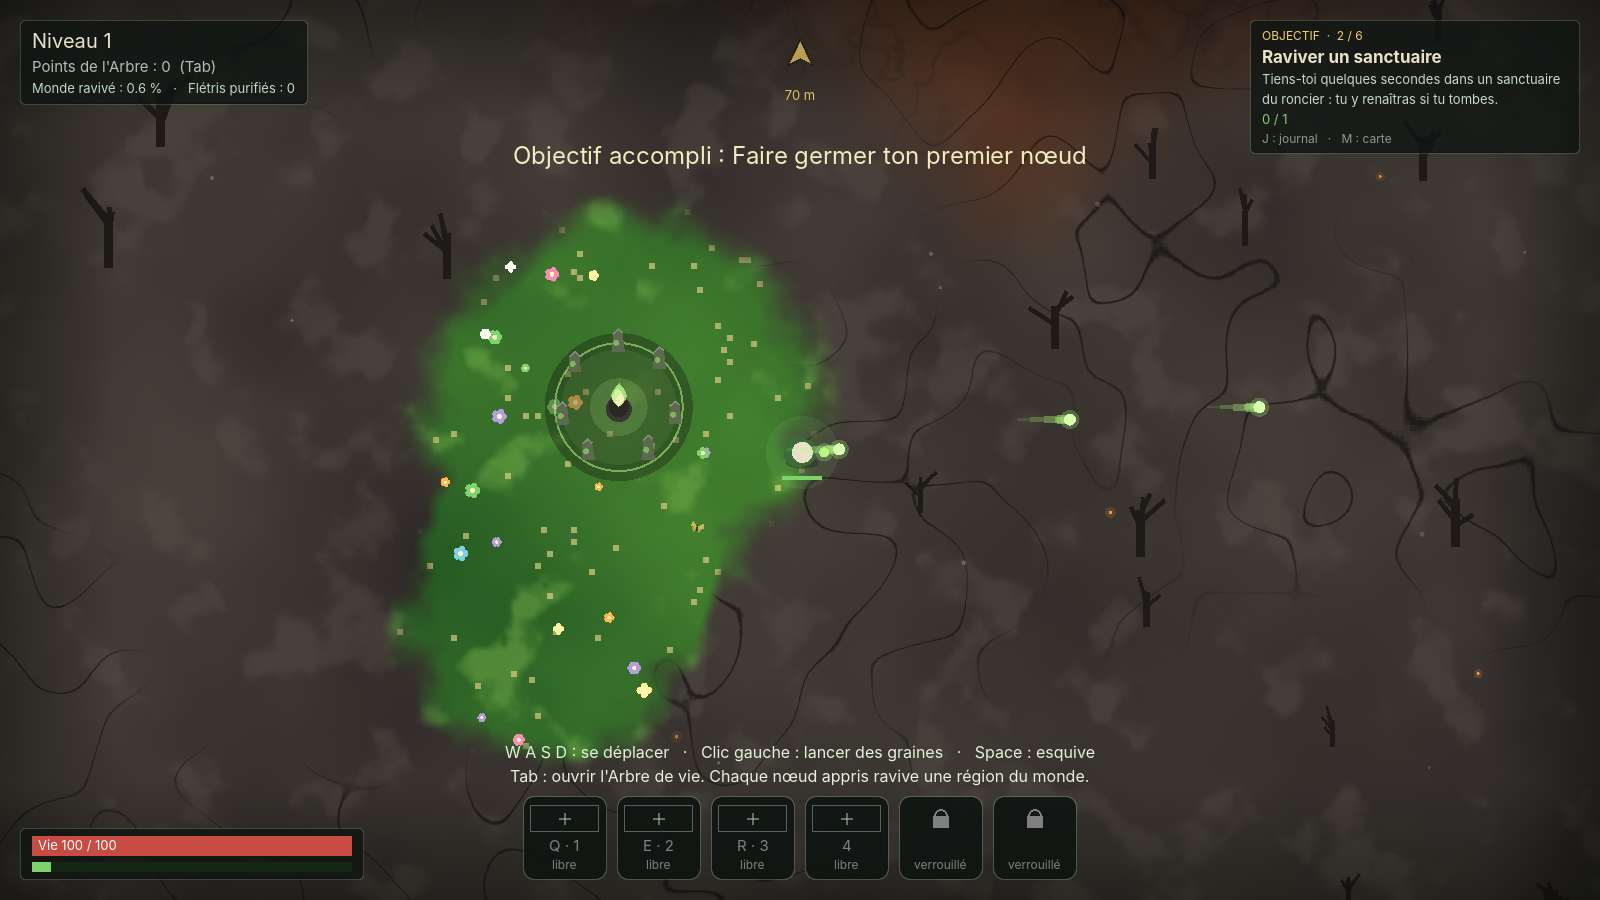 Niveau 1
Points de l'Arbre : 0 (Tab)
Monde ravivé : 0.6 % · Flétris purifiés : 0
70 m
OBJECTIF · 2 / 6
Raviver un sanctuaire
Tiens-toi quelques secondes dans un sanctuaire
du roncier : tu y renaîtras si tu tombes.
0 / 1
J : journal · M : carte
Objectif accompli : Faire germer ton premier nœud
W A S D : se déplacer · Clic gauche : lancer des graines · Space : esquive
Tab : ouvrir l'Arbre de vie. Chaque nœud appris ravive une région du monde.
Vie 100 / 100
Q · 1
libre
E · 2
libre
R · 3
libre
4
libre
verrouillé
verrouillé